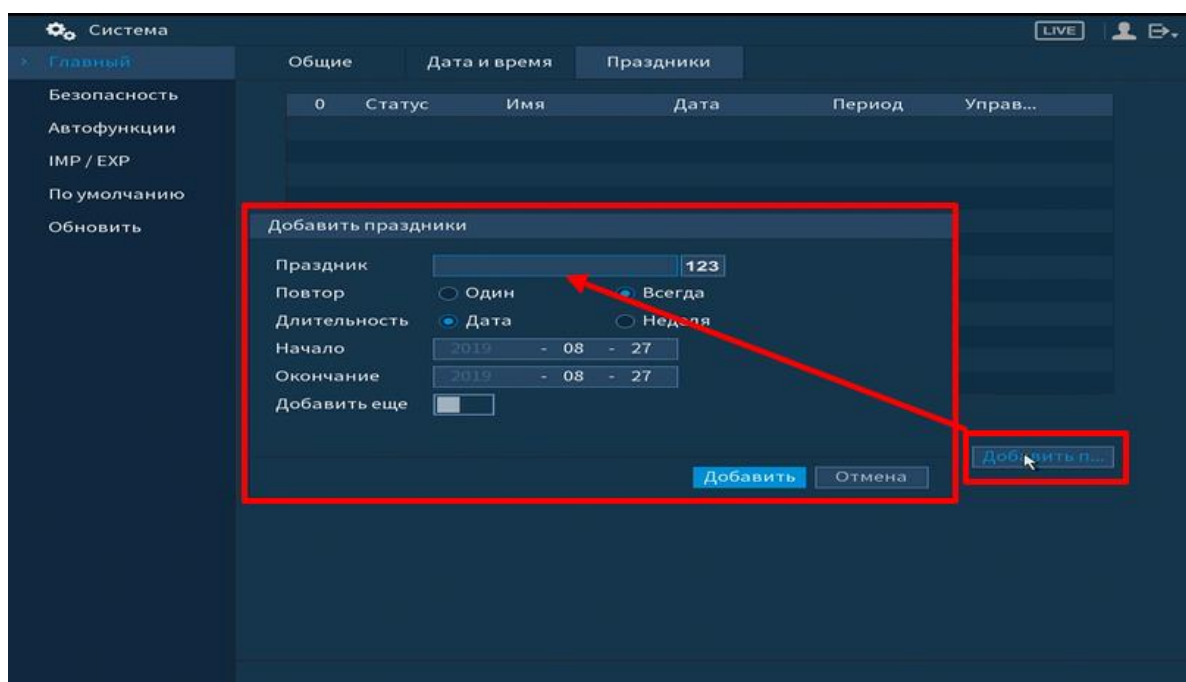 Система LIVE
Главный Общие Дата и время Праздники
Безопасность
0 Статус Имя Дата Период Управ...
Автофункции
IMP / EXP
По умолчанию
Обновить
Добавить праздники
Праздник 123
Повтор Один Всегда
Длительность Дата Неделя
Начало 2019 - 08 - 27
Окончание 2019 - 08 - 27
Добавить еще
Добавить п...
Добавить Отмена